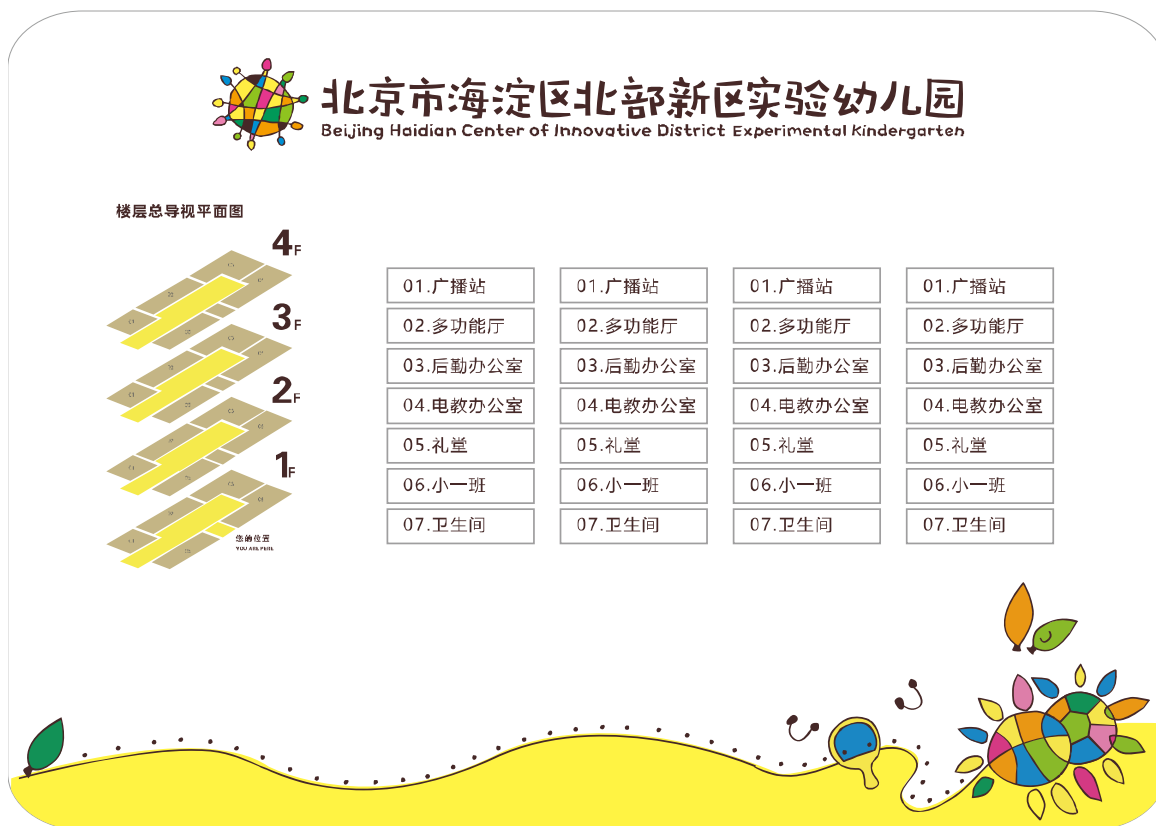 北京市海淀区北部新区实验幼儿园
Beijing Haidian Center of Innovative District Experimental Kindergarten
楼层总导视平面图
4F
3F
2F
1F
您的位置
YOU ARE HERE
01.广播站
02.多功能厅
03.后勤办公室
04.电教办公室
05.礼堂
06.小一班
07.卫生间
01.广播站
02.多功能厅
03.后勤办公室
04.电教办公室
05.礼堂
06.小一班
07.卫生间
01.广播站
02.多功能厅
03.后勤办公室
04.电教办公室
05.礼堂
06.小一班
07.卫生间
01.广播站
02.多功能厅
03.后勤办公室
04.电教办公室
05.礼堂
06.小一班
07.卫生间